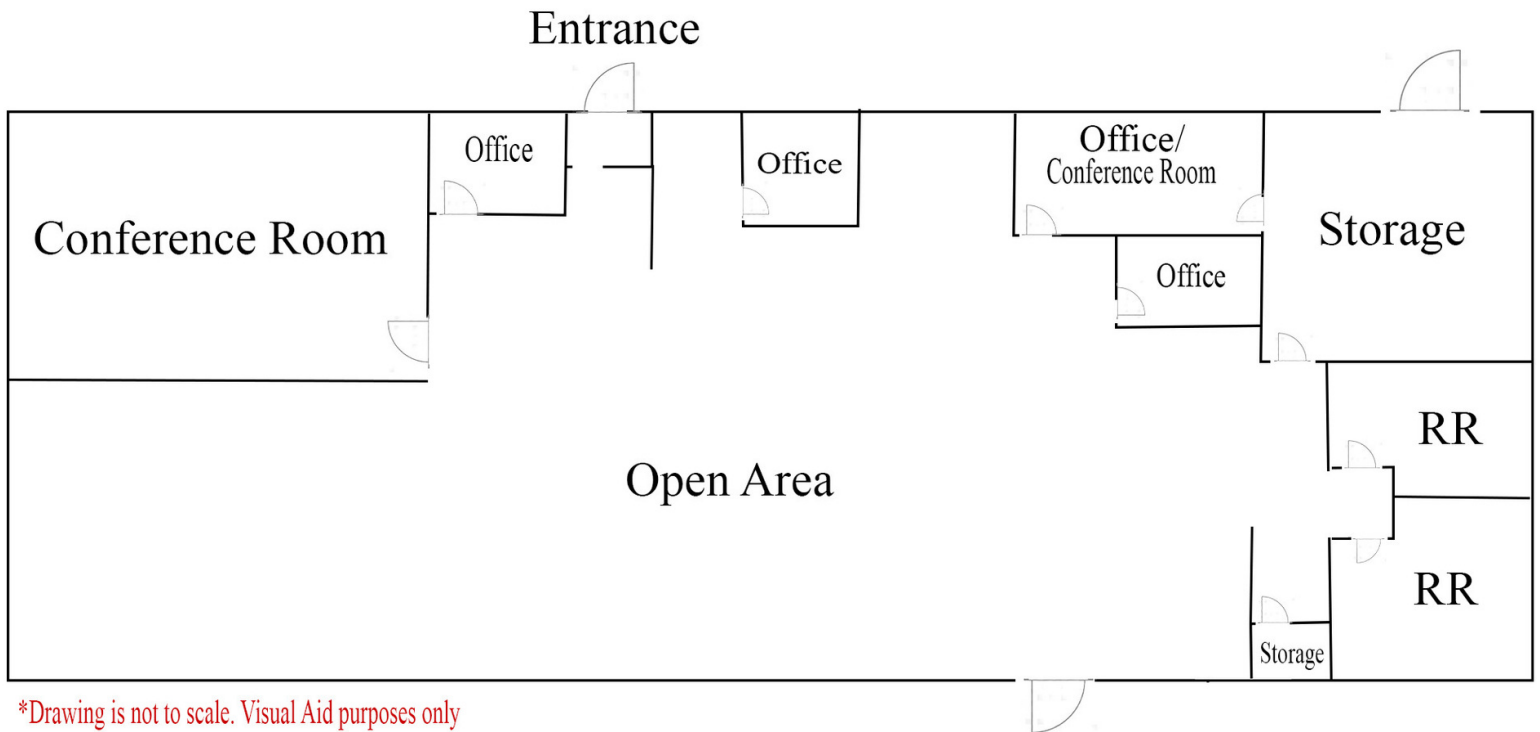 Entrance
Office
Office
Office/
Conference Room
Conference Room
Storage
Office
RR
Open Area
RR
Storage
*Drawing is not to scale. Visual Aid purposes only